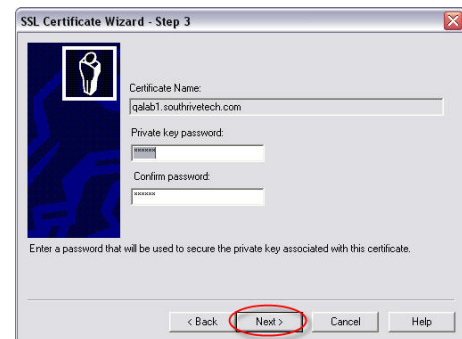 SSL Certificate Wizard - Step 3
Certificate Name:
qalab1.southrivetech.com
Private key password:
******
Confirm password:
******
Enter a password that will be used to secure the private key associated with this certificate.
< Back
Next >
Cancel
Help